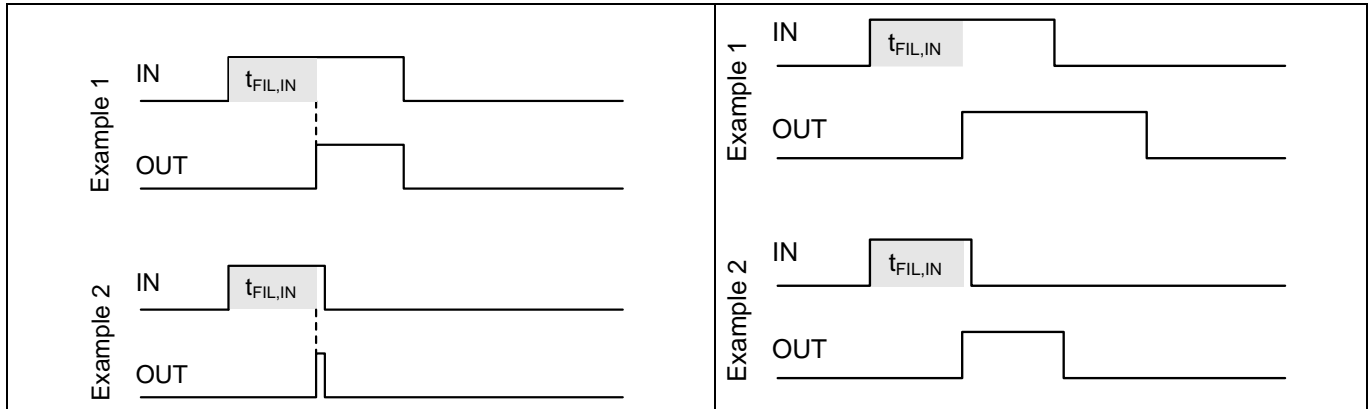 Example 1
IN
t_FIL,IN
OUT
Example 2
IN
t_FIL,IN
OUT
Example 1
IN
t_FIL,IN
OUT
Example 2
IN
t_FIL,IN
OUT